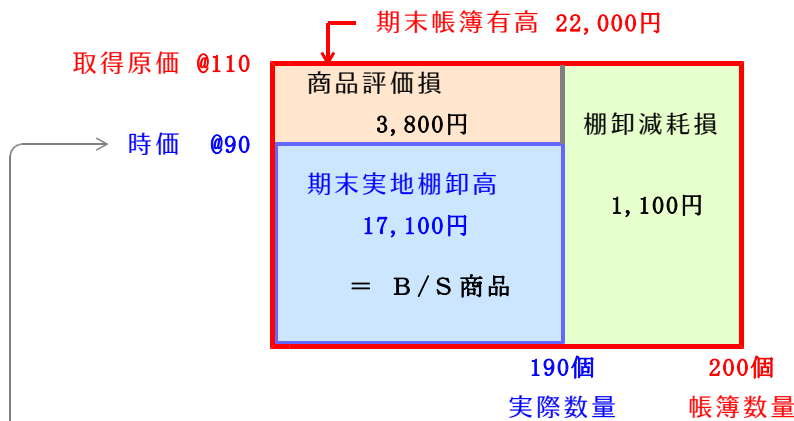 期末帳簿有高 22,000円
取得原価 @110
商品評価損
3,800円
棚卸減耗損
時価 @90
期末実地棚卸高
1,100円
17,100円
＝ Ｂ/Ｓ商品
190個
200個
実際数量
帳簿数量